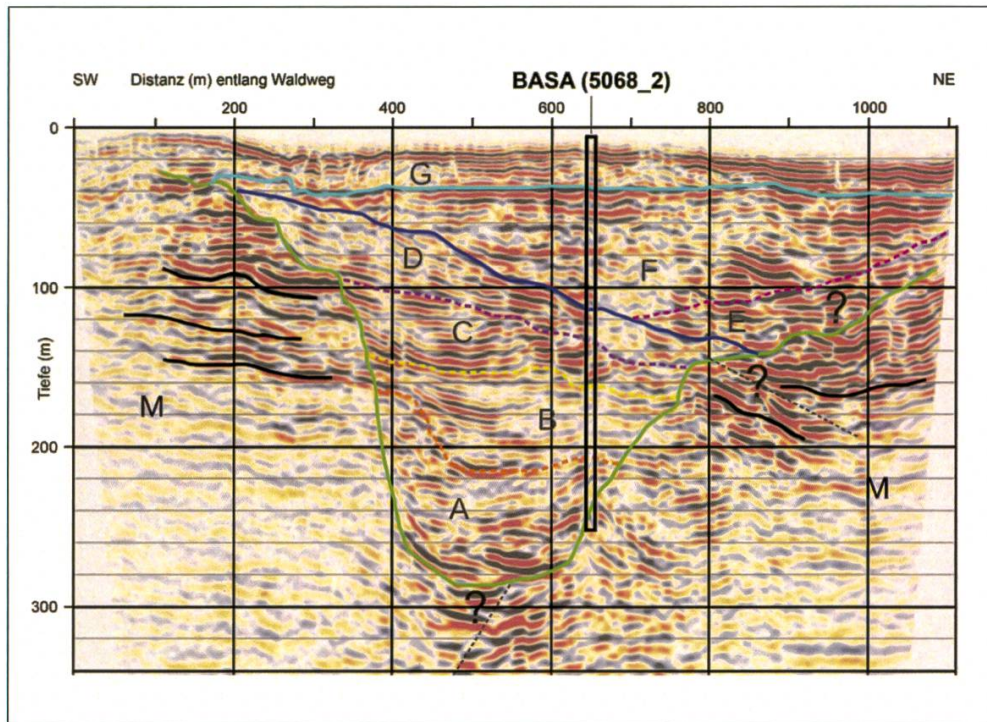 SW Distanz (m) entlang Waldweg BASA (5068_2) NE
200 400 600 800 1000
0
G
D F
100
?
C E
Tiefe (m)
?
M
B
200
M
A
?
300